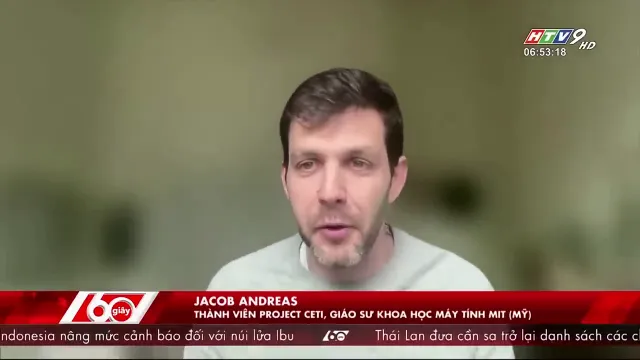 HTV9 HD
06:53:18
JACOB ANDREAS
THÀNH VIÊN PROJECT CETI, GIÁO SƯ KHOA HỌC MÁY TÍNH MIT (MỸ)
60 giây
Indonesia nâng mức cảnh báo đối với núi lửa Ibu 60 Thái Lan đưa cần sa trở lại danh sách các c